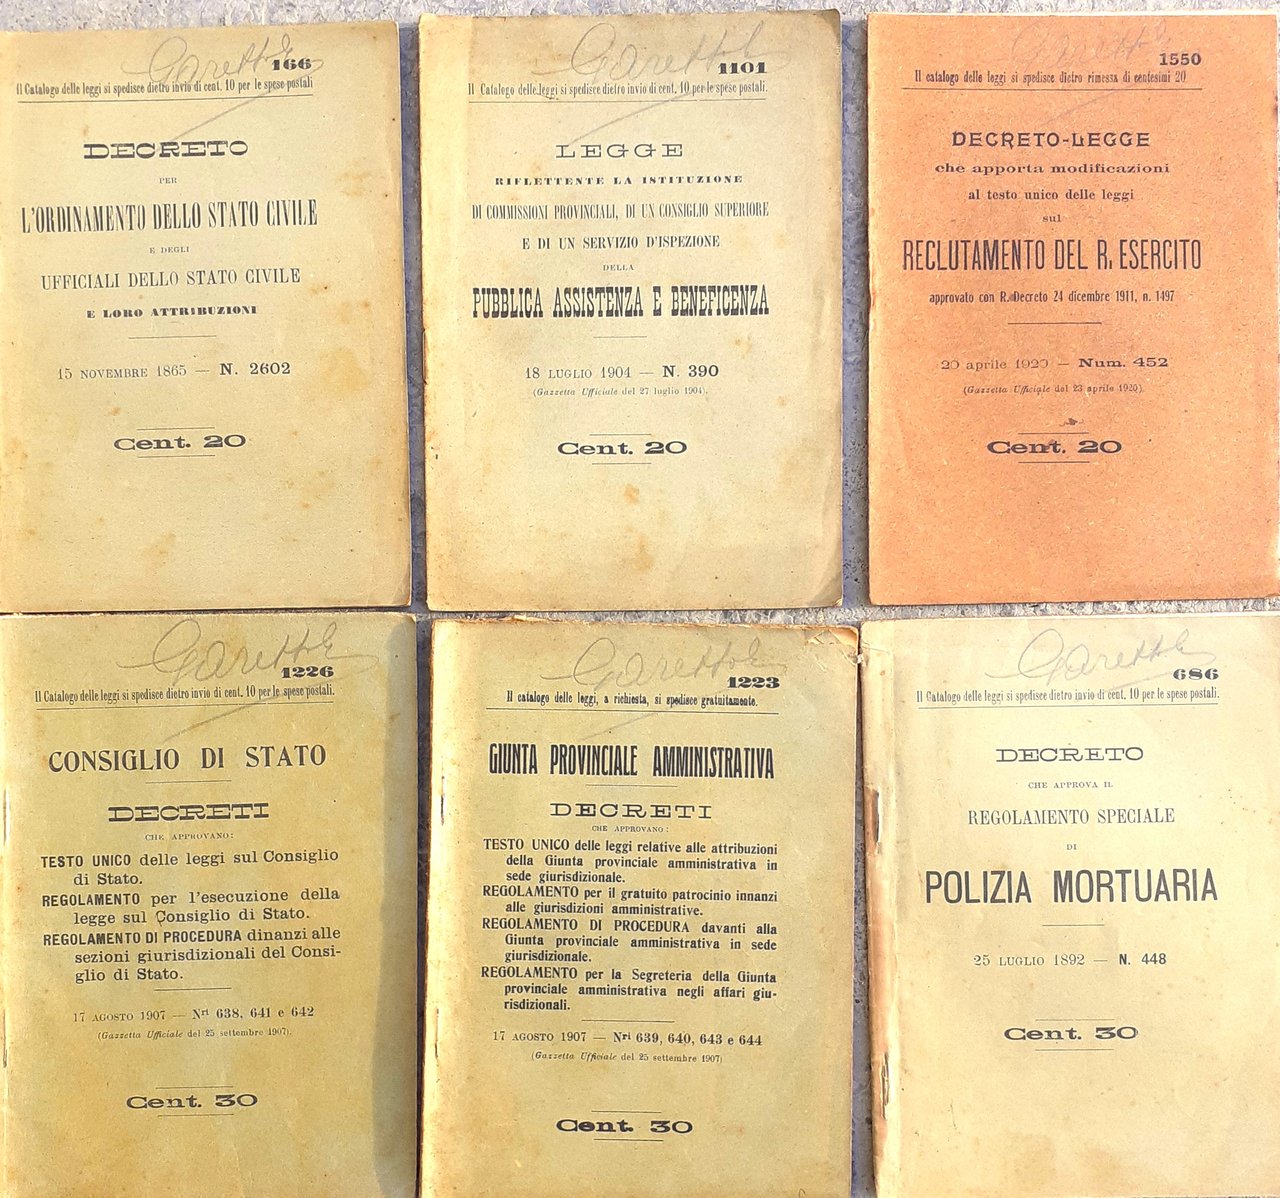 Garettole
166
Il Catalogo delle leggi si spedisce dietro invio di cent. 10 per le spese postali
DECRETO
PER
L'ORDINAMENTO DELLO STATO CIVILE
E DEGLI
UFFICIALI DELLO STATO CIVILE
E LORO ATTRIBUZIONI
15 NOVEMBRE 1865 — N. 2602
Cent. 20
1101
Il Catalogo delle leggi si spedisce dietro invio di cent. 10 per le spese postali.
LEGGE
RIFLETTENTE LA ISTITUZIONE
DI COMMISSIONI PROVINCIALI, DI UN CONSIGLIO SUPERIORE
E DI UN SERVIZIO D'ISPEZIONE
DELLA
PUBBLICA ASSISTENZA E BENEFICENZA
18 LUGLIO 1904 — N. 390
(Gazzetta Ufficiale del 27 luglio 1904).
Cent. 20
1550
Il catalogo delle leggi si spedisce dietro rimessa di centesimi 20.
DECRETO-LEGGE
che apporta modificazioni
al testo unico delle leggi
sul
RECLUTAMENTO DEL R. ESERCITO
approvato con R. Decreto 24 dicembre 1911, n. 1497
20 aprile 1920 — Num. 452
(Gazzetta Ufficiale del 23 aprile 1920).
Cent. 20
1226
Il Catalogo delle leggi si spedisce dietro invio di cent. 10 per le spese postali.
CONSIGLIO DI STATO
DECRETI
CHE APPROVANO:
TESTO UNICO delle leggi sul Consiglio
di Stato.
REGOLAMENTO per l'esecuzione della
legge sul Consiglio di Stato.
REGOLAMENTO DI PROCEDURA dinanzi alle
sezioni giurisdizionali del Consi-
glio di Stato.
17 AGOSTO 1907 — Nri 638, 641 e 642
(Gazzetta Ufficiale del 25 settembre 1907).
Cent. 30
1223
Il catalogo delle leggi, a richiesta, si spedisce gratuitamente.
GIUNTA PROVINCIALE AMMINISTRATIVA
DECRETI
CHE APPROVANO:
TESTO UNICO delle leggi relative alle attribuzioni
della Giunta provinciale amministrativa in
sede giurisdizionale.
REGOLAMENTO per il gratuito patrocinio innanzi
alle giurisdizioni amministrative.
REGOLAMENTO DI PROCEDURA davanti alla
Giunta provinciale amministrativa in sede
giurisdizionale.
REGOLAMENTO per la Segreteria della Giunta
provinciale amministrativa negli affari giu-
risdizionali.
17 AGOSTO 1907 — Nri 639, 640, 643 e 644
(Gazzetta Ufficiale del 25 settembre 1907)
Cent. 30
686
Il Catalogo delle leggi si spedisce dietro invio di cent. 10 per le spese postali.
DECRETO
CHE APPROVA IL
REGOLAMENTO SPECIALE
DI
POLIZIA MORTUARIA
25 LUGLIO 1892 — N. 448
Cent. 30